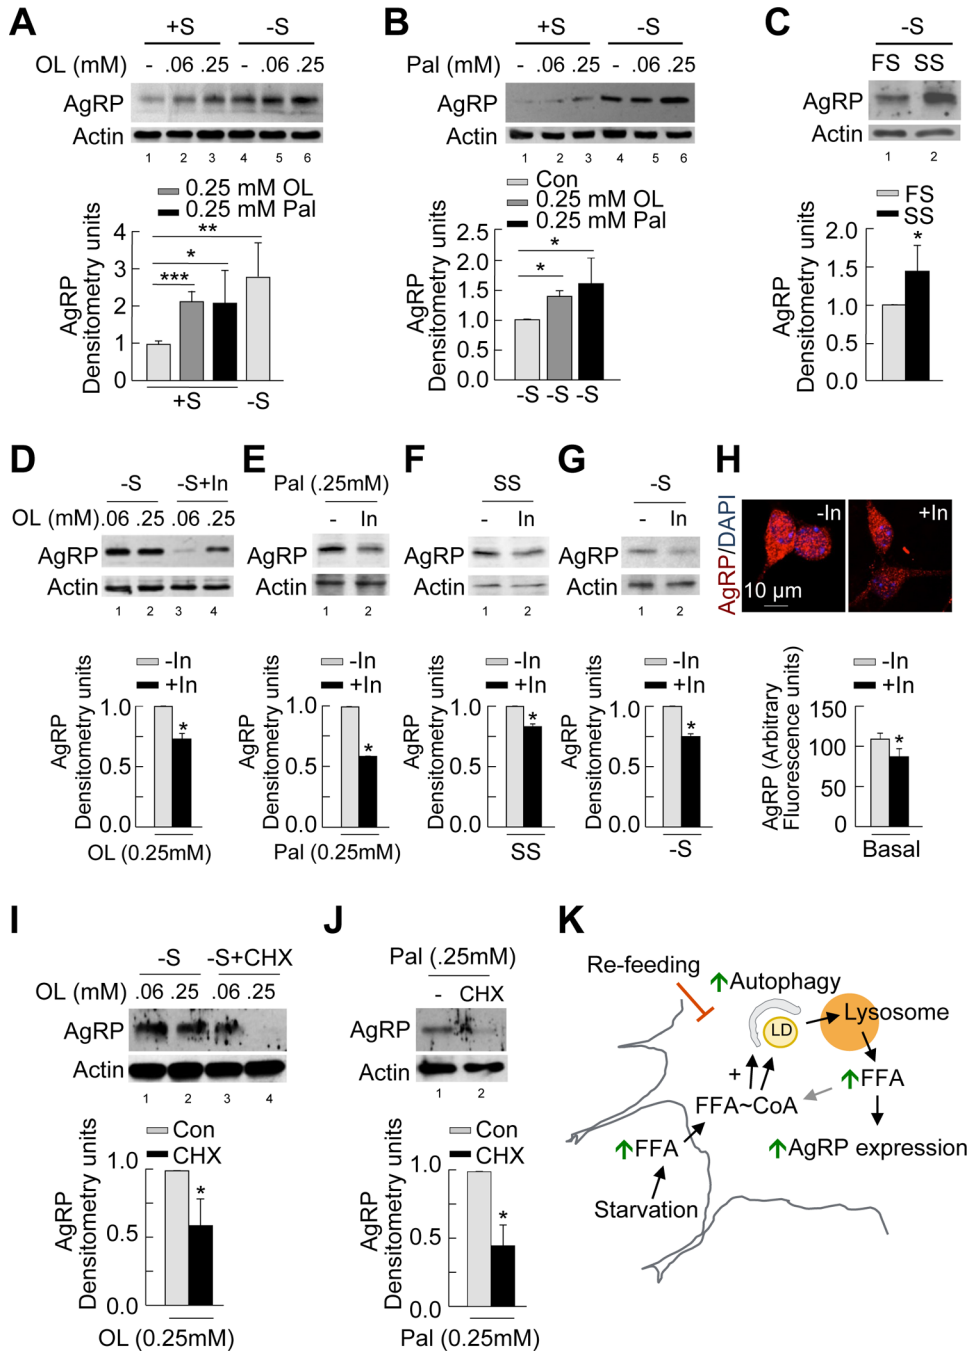 A
+S -S
OL (mM) - .06 .25 - .06 .25
AgRP
Actin
1 2 3 4 5 6
0.25 mM OL
0.25 mM Pal
AgRP
Densitometry units
4
3
2
1
0
**
*
***
+S -S
B
+S -S
Pal (mM) - .06 .25 - .06 .25
AgRP
Actin
1 2 3 4 5 6
Con
0.25 mM OL
0.25 mM Pal
AgRP
Densitometry units
2.5
2.0
1.5
1.0
0.5
0.0
*
*
-S -S -S
C
-S
FS SS
AgRP
Actin
1 2
FS
SS
AgRP
Densitometry units
2.0
1.5
1.0
0.5
0.0
*
D
-S -S+In
OL (mM) .06 .25 .06 .25
AgRP
Actin
1 2 3 4
-In
+In
AgRP
Densitometry units
1.0
0.5
0.0
*
OL (0.25mM)
E
Pal (.25mM)
- In
AgRP
Actin
1 2
-In
+In
AgRP
Densitometry units
1.0
0.5
0.0
*
Pal (0.25mM)
F
SS
- In
AgRP
Actin
1 2
-In
+In
AgRP
Densitometry units
1.0
0.5
0.0
*
SS
G
-S
- In
AgRP
Actin
1 2
-In
+In
AgRP
Densitometry units
1.0
0.5
0.0
*
-S
H
AgRP/DAPI
-In +In
10 µm
-In
+In
AgRP (Arbitrary
Fluorescence units)
150
100
50
0
*
Basal
I
-S -S+CHX
OL (mM) .06 .25 .06 .25
AgRP
Actin
1 2 3 4
Con
CHX
AgRP
Densitometry units
1.0
0.5
0.0
*
OL (0.25mM)
J
Pal (.25mM)
- CHX
AgRP
Actin
1 2
Con
CHX
AgRP
Densitometry units
1.0
0.5
0.0
*
Pal (0.25mM)
K
Re-feeding
↑Autophagy
LD
Lysosome
+
↑FFA
FFA~CoA
↑FFA
↑AgRP expression
Starvation